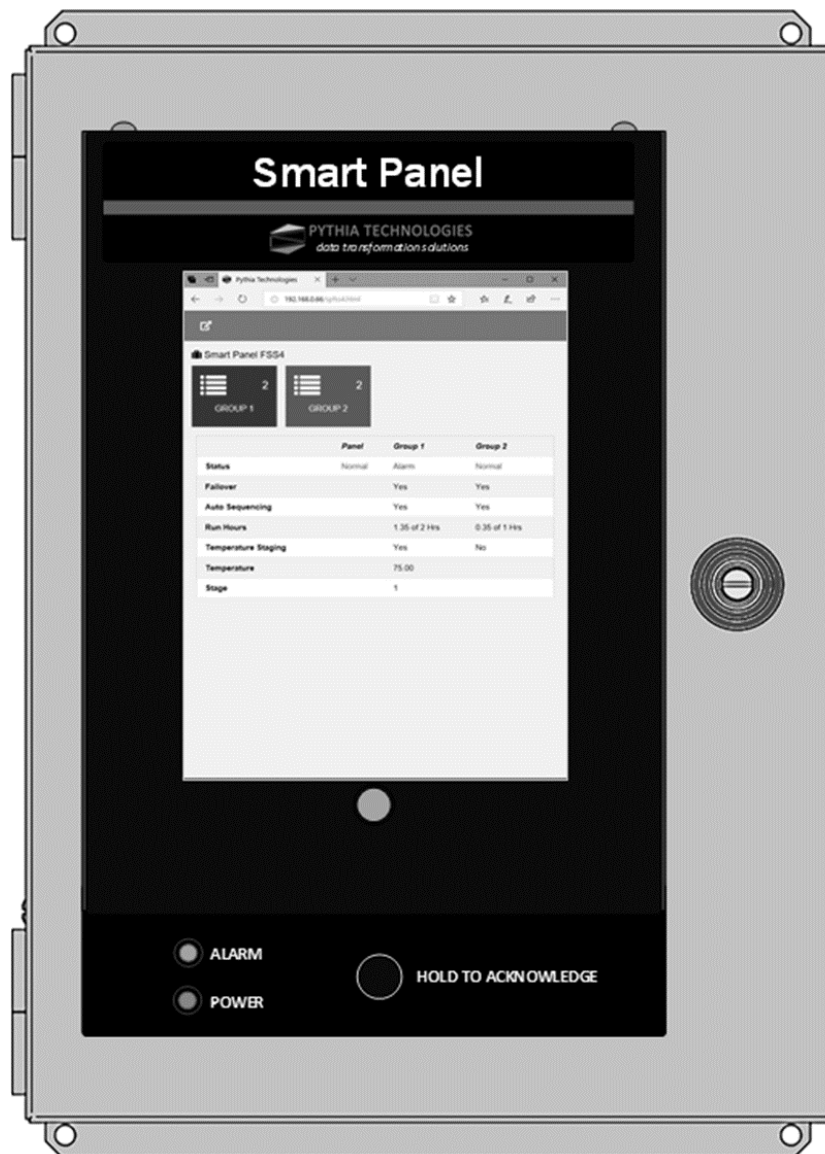 Smart Panel
PYTHIA TECHNOLOGIES
data transformation solutions
Pythia Technologies
Smart Panel FSS4
2
GROUP 1
2
GROUP 2
Panel Group 1 Group 2
Status Normal Alarm Normal
Failover Yes Yes
Auto Sequencing Yes Yes
Run Hours 1.35 of 2 Hrs 0.35 of 1 Hrs
Temperature Staging Yes No
Temperature 75.00
Stage 1
ALARM
HOLD TO ACKNOWLEDGE
POWER